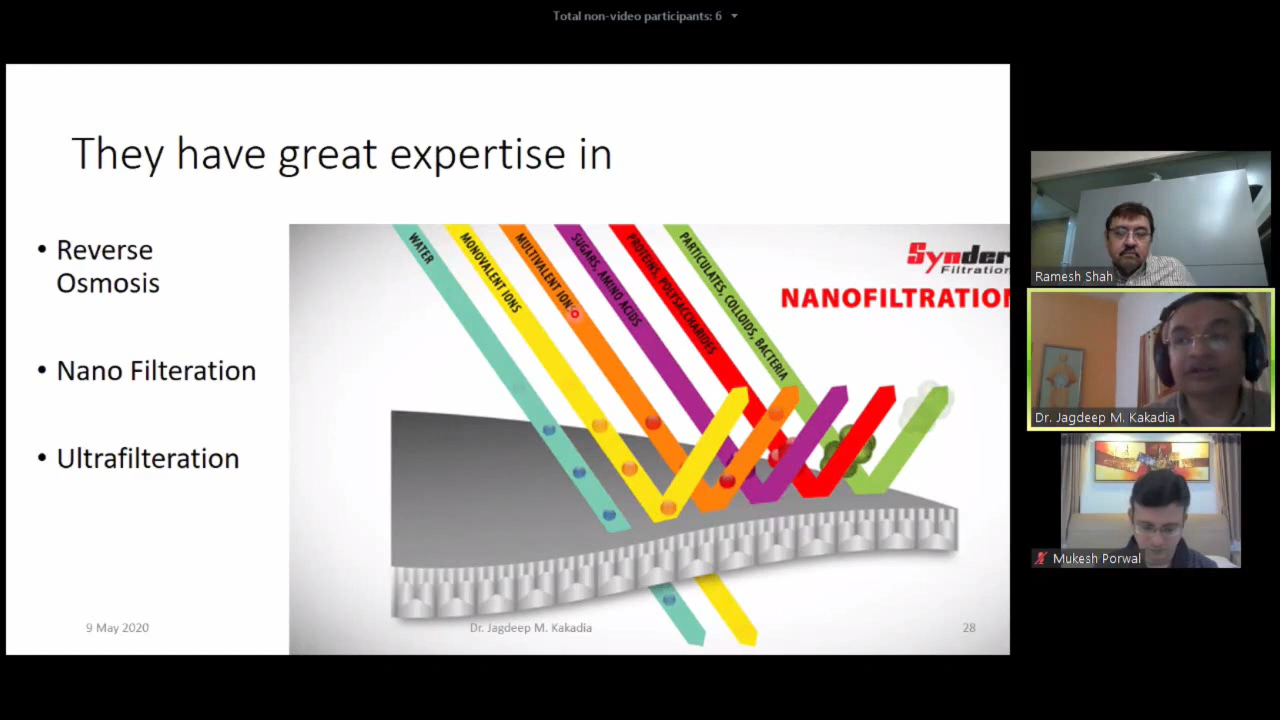 Total non-video participants: 6
They have great expertise in
• Reverse
Osmosis
• Nano Filteration
• Ultrafilteration
WATER
MONOVALENT IONS
MULTIVALENT IONS
SUGARS, AMINO ACIDS
PROTEINS, POLYSACCHARIDES
PARTICULATES, COLLOIDS, BACTERIA
Synder
Filtration
NANOFILTRATION
9 May 2020
Dr. Jagdeep M. Kakadia
28
Ramesh Shah
Dr. Jagdeep M. Kakadia
Mukesh Porwal